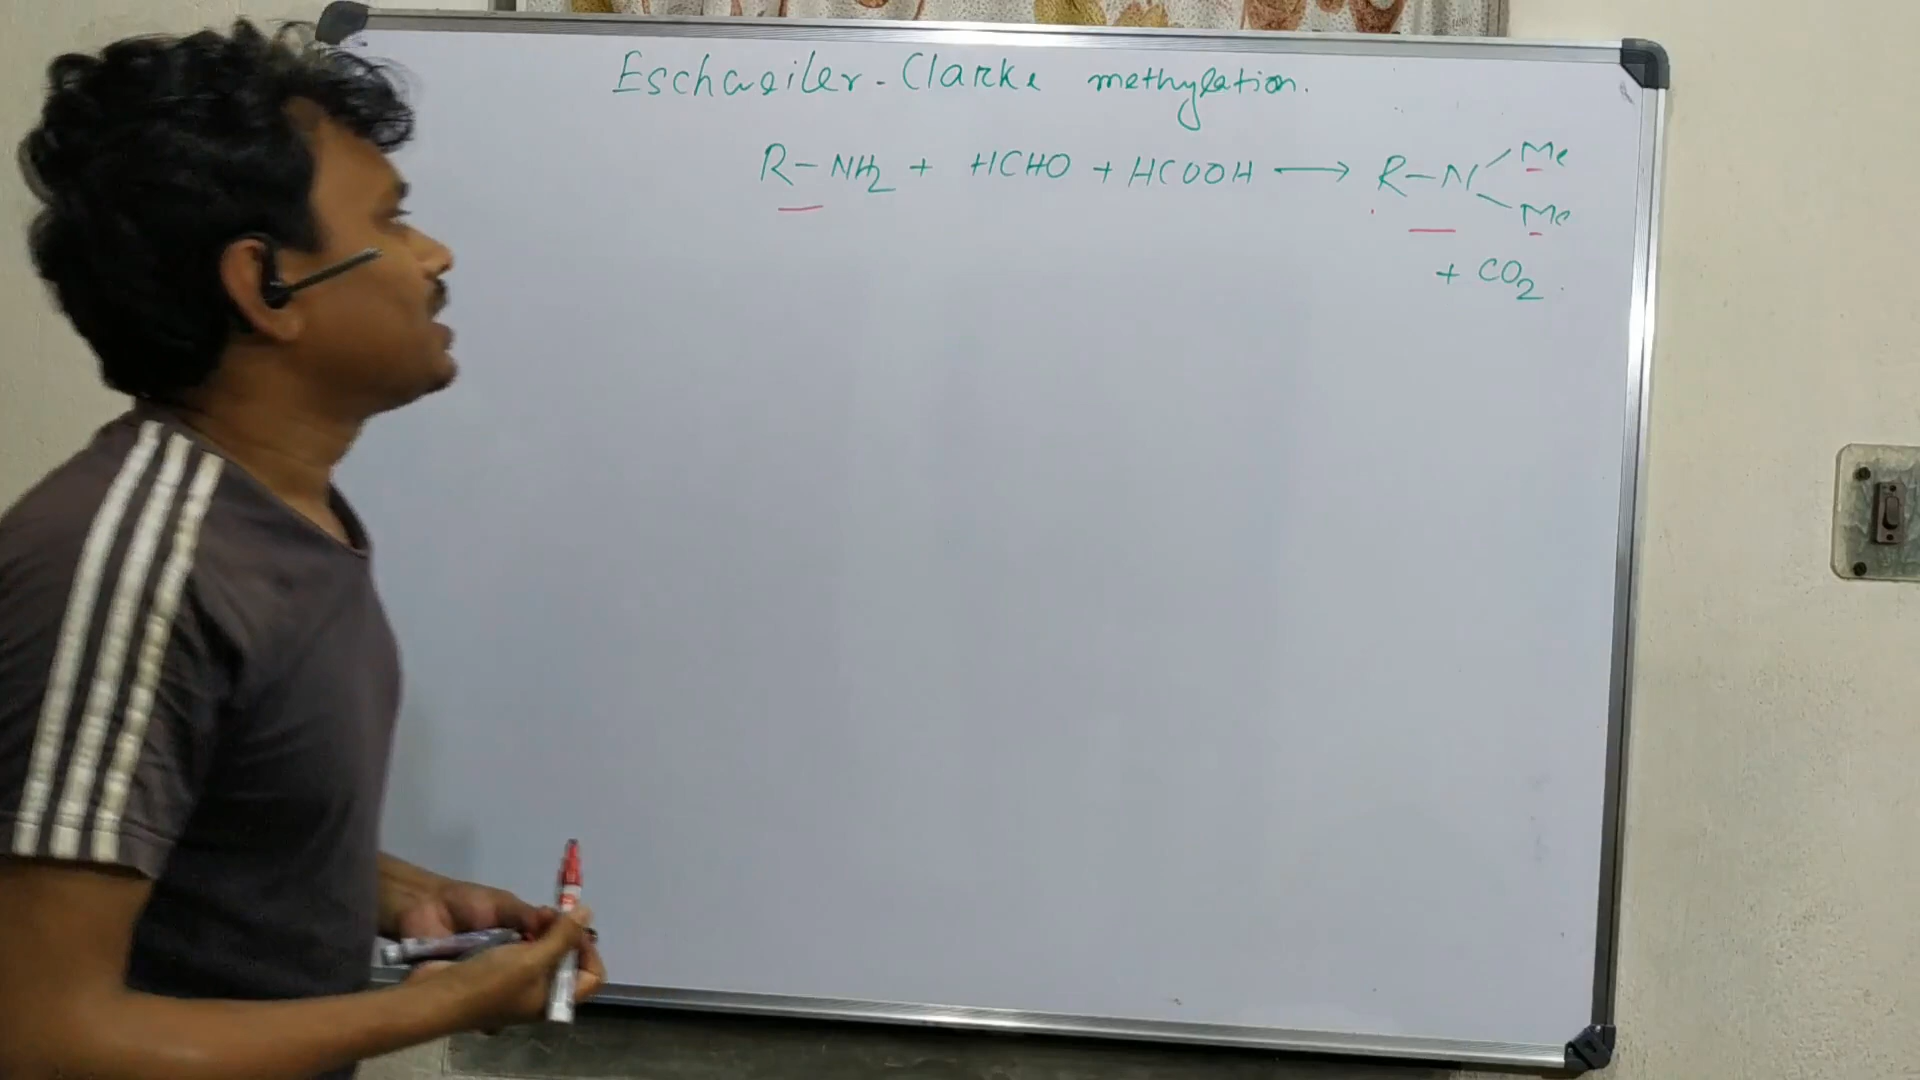 Eschweiler-Clarke methylation.
R-NH2 + HCHO + HCOOH ⟶ R-N
Me
Me
+ CO2